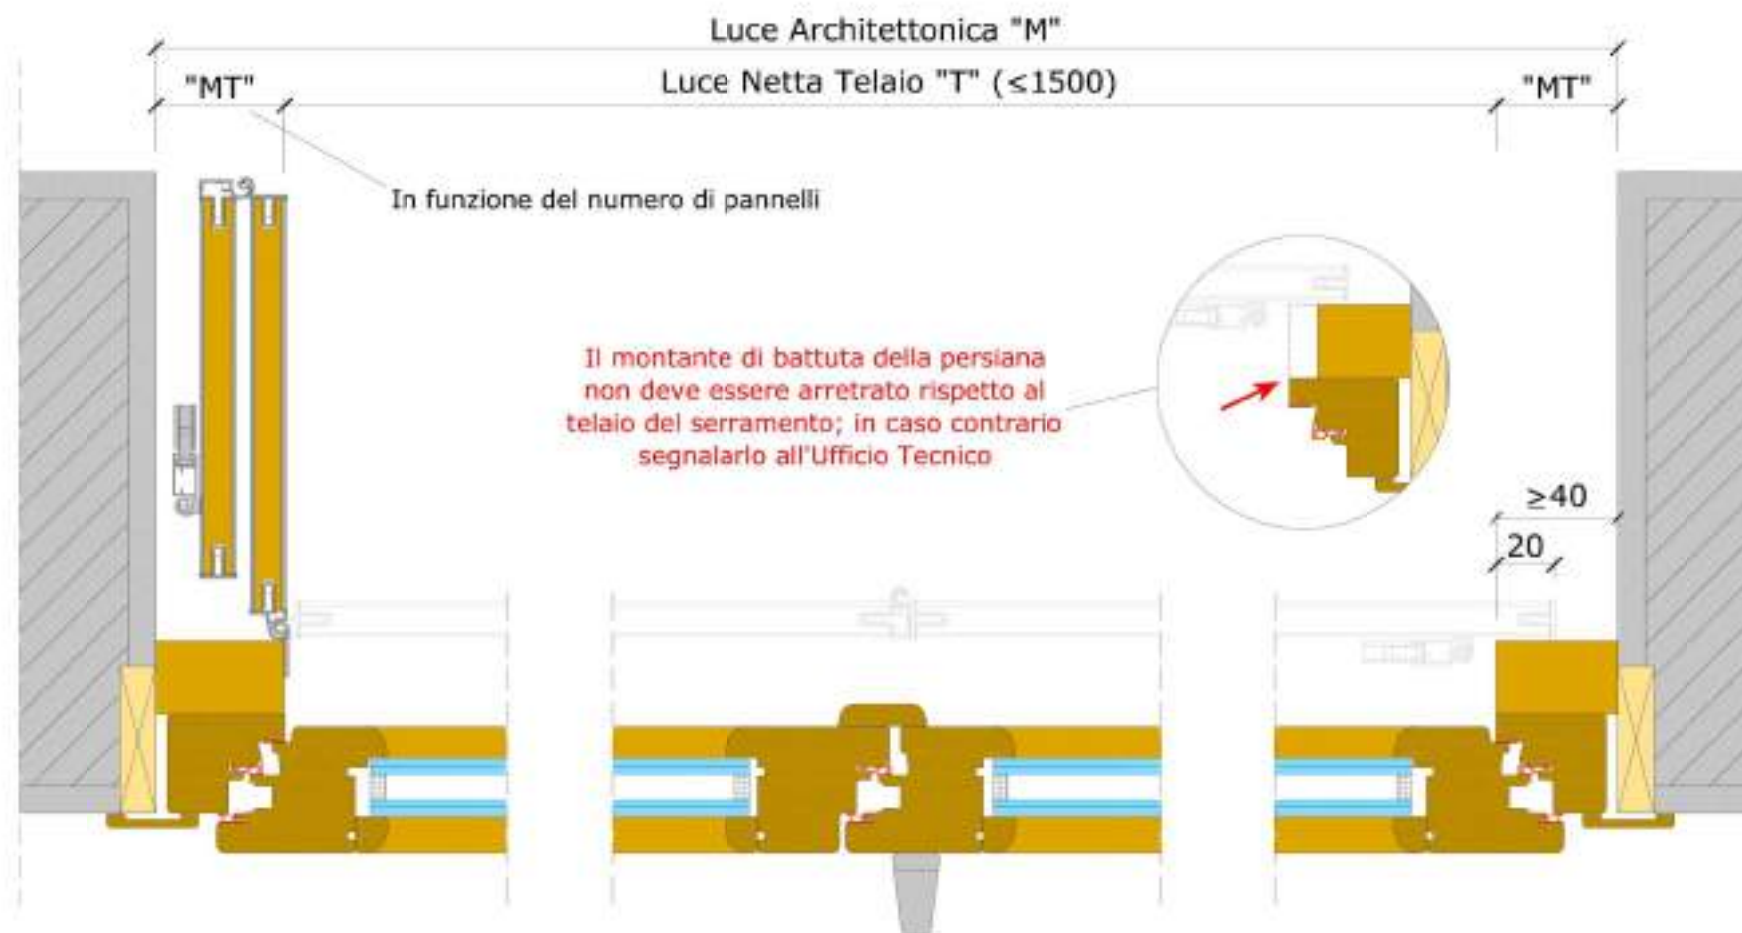 Luce Architettonica "M"
"MT"
Luce Netta Telaio "T" (≤1500)
"MT"
In funzione del numero di pannelli
Il montante di battuta della persiana
non deve essere arretrato rispetto al
telaio del serramento; in caso contrario
segnalarlo all'Ufficio Tecnico
≥40
20